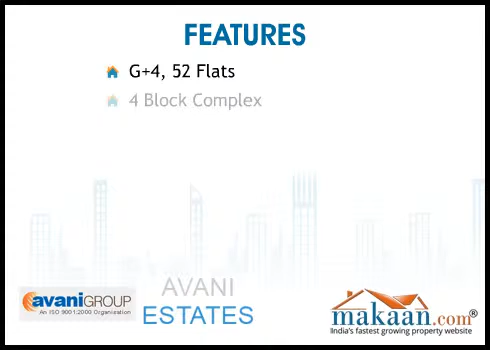 FEATURES
G+4, 52 Flats
4 Block Complex
avaniGROUP
An ISO 9001:2000 Organization
AVANI
ESTATES
makaan.com®
India's fastest growing property website